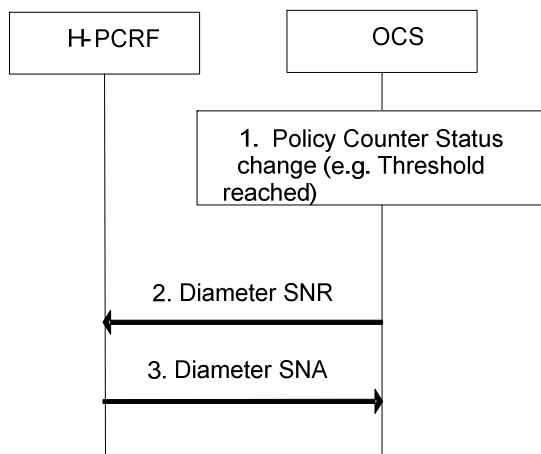 H-PCRF
OCS
1. Policy Counter Status
change (e.g. Threshold
reached)
2. Diameter SNR
3. Diameter SNA